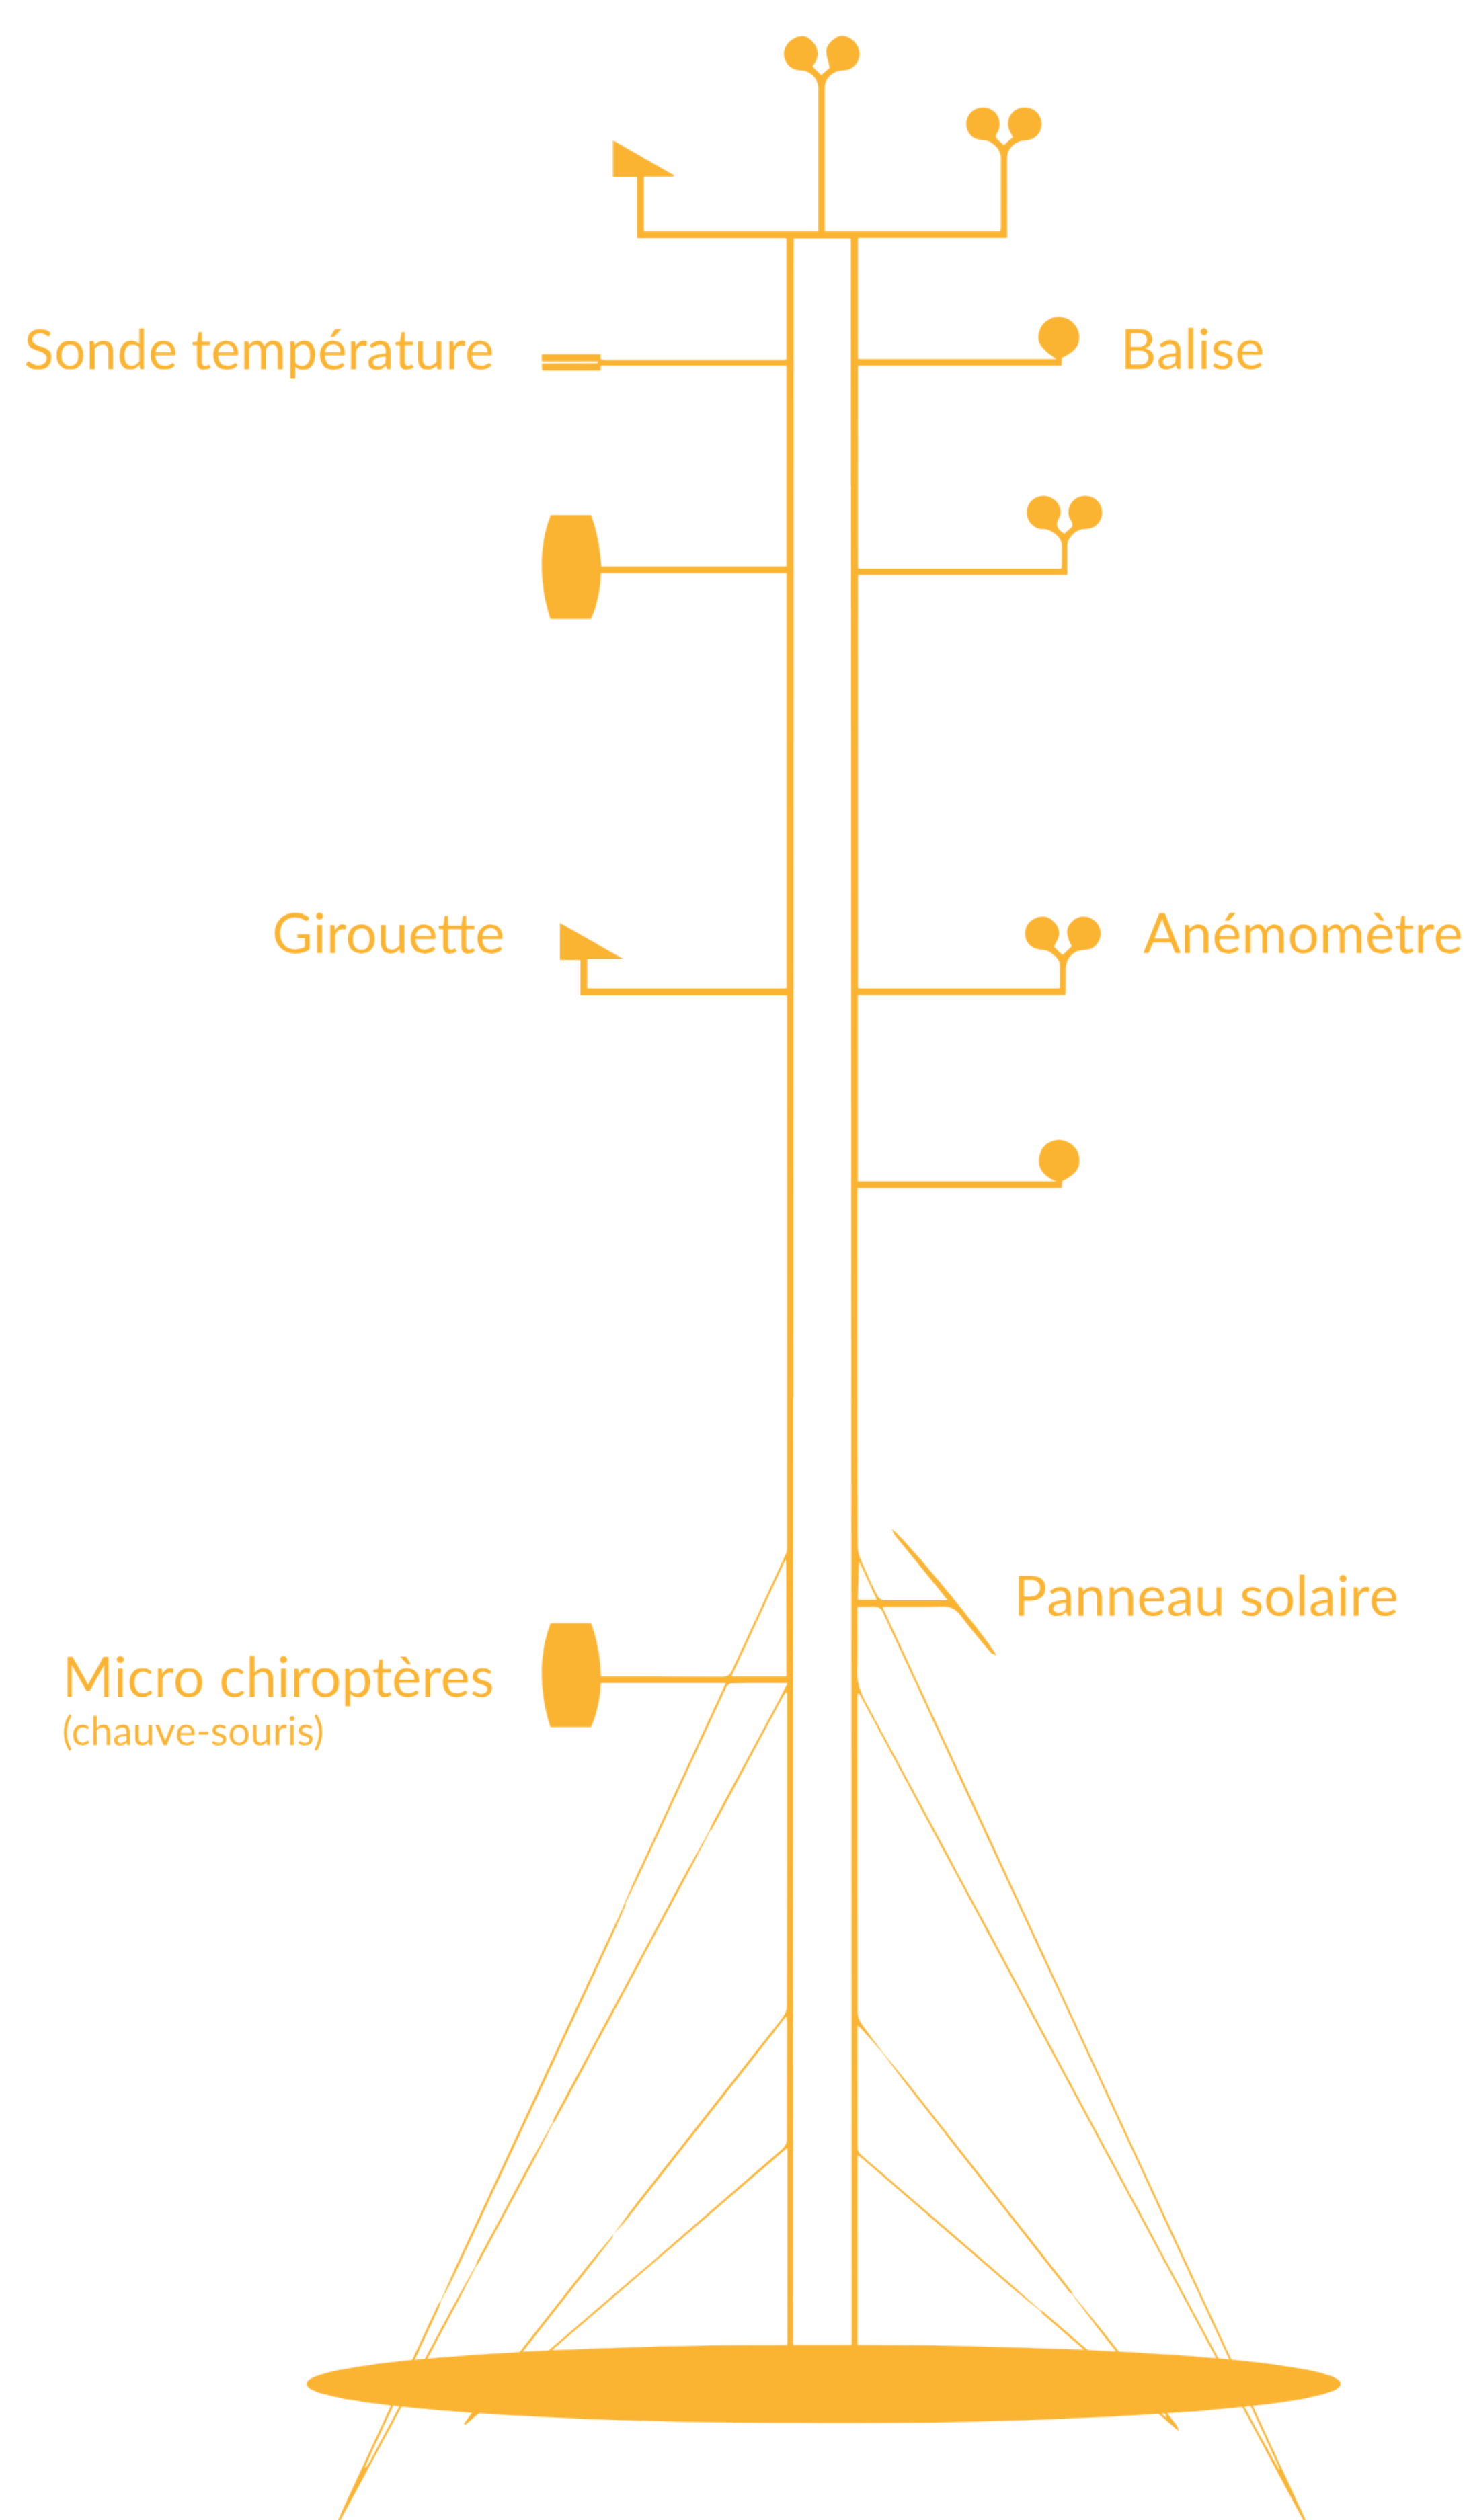 Sonde température
Balise
Girouette
Anémomètre
Panneau solaire
Micro chiroptères
(chauve-souris)